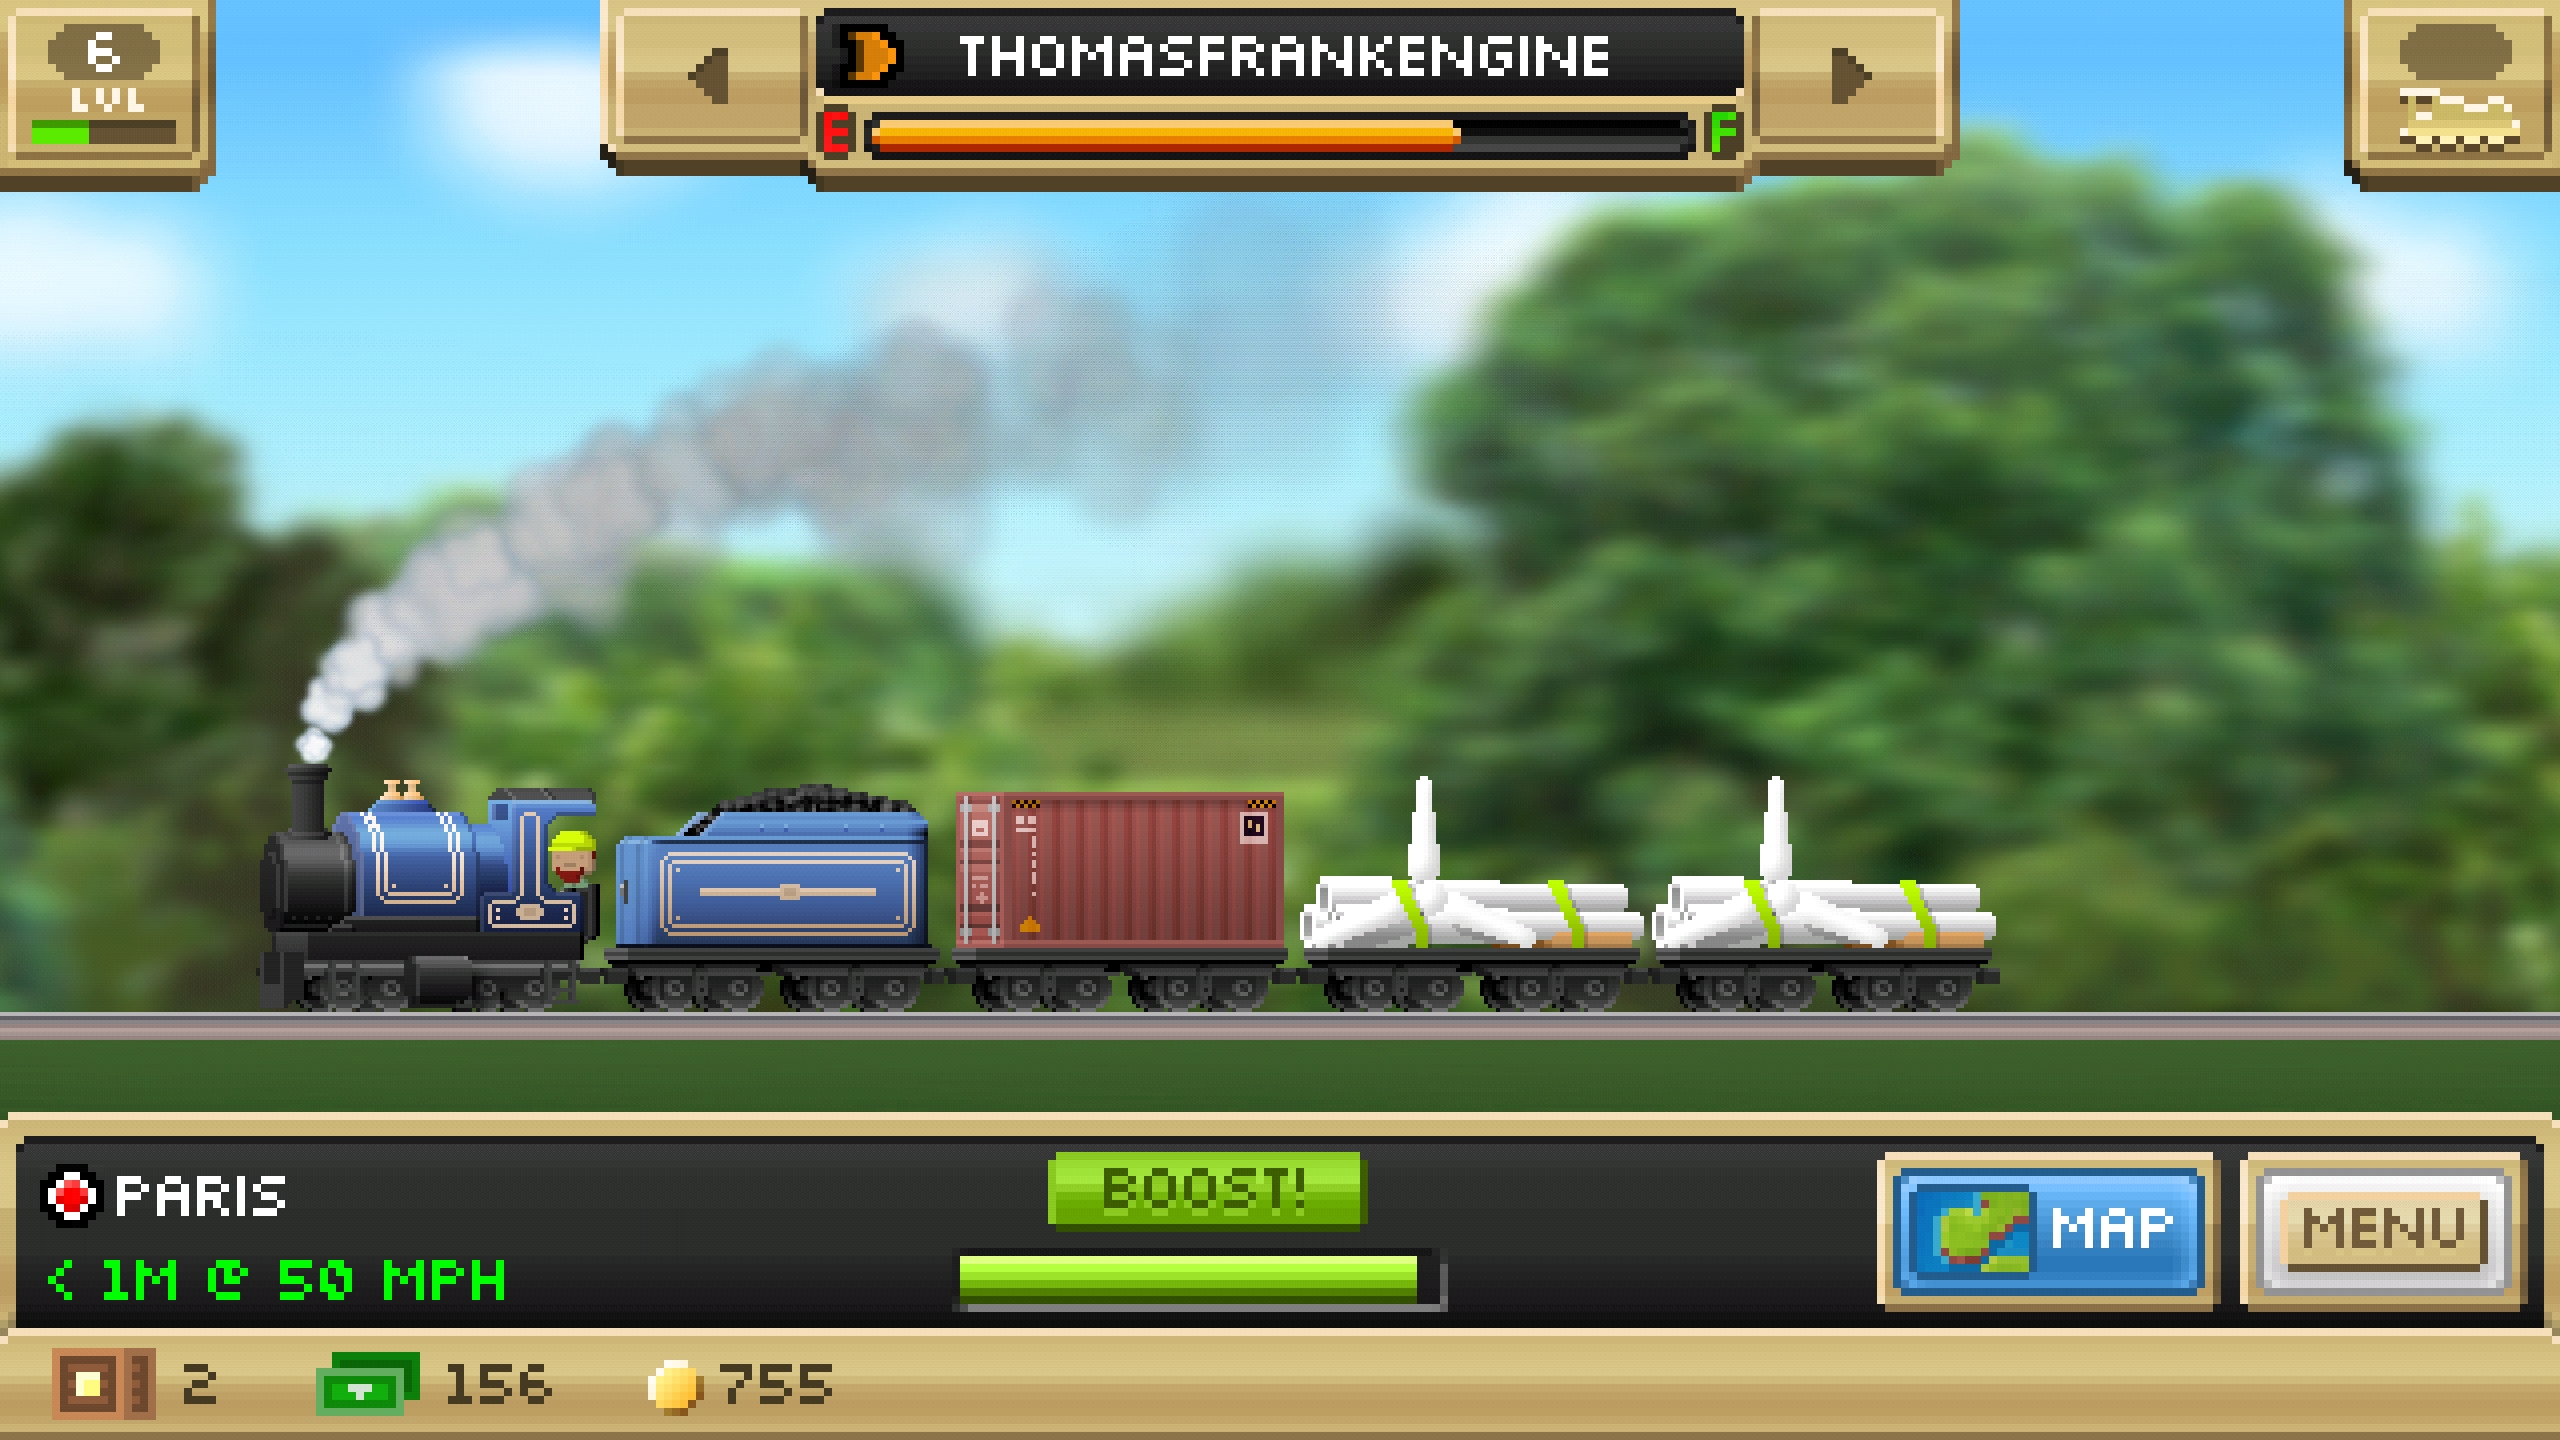 6
LVL
THOMASFRANKENGINE
E F
PARIS
< 1M @ 50 MPH
BOOST!
MAP
MENU
2
156
755